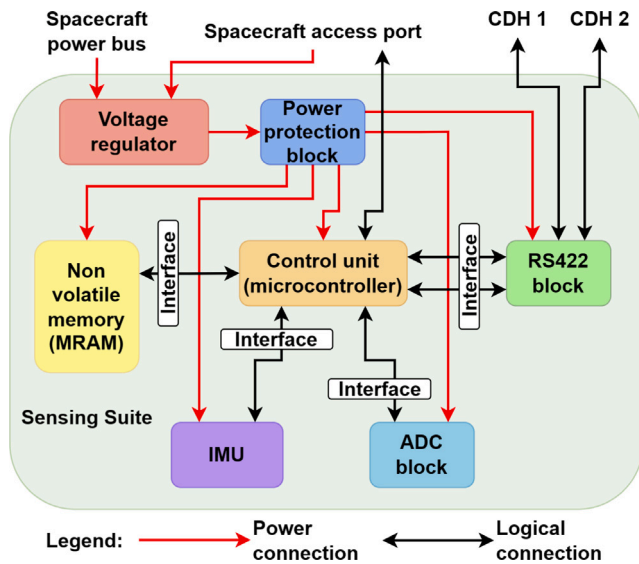 Spacecraft
power bus
Spacecraft access port
CDH 1
CDH 2
Voltage
regulator
Power
protection
block
Non
volatile
memory
(MRAM)
Interface
Control unit
(microcontroller)
Interface
RS422
block
Interface
Interface
Sensing Suite
IMU
ADC
block
Legend:
Power
connection
Logical
connection